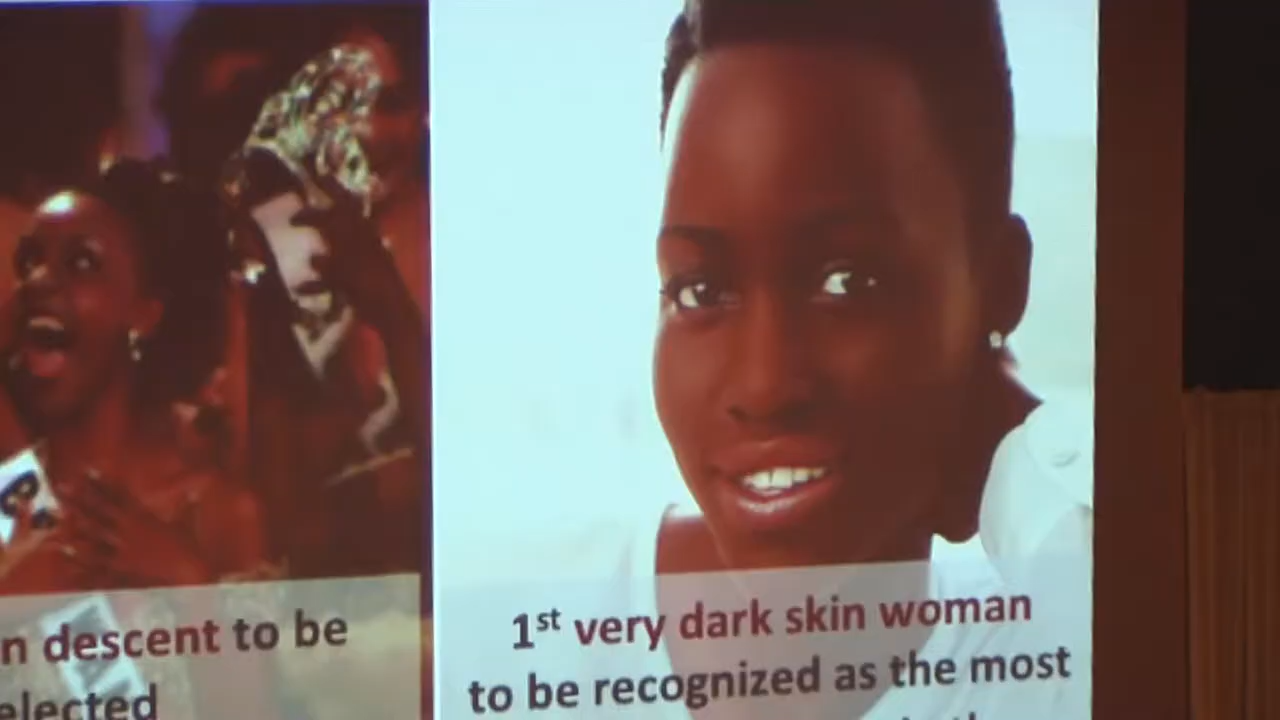 n descent to be
elected
1st very dark skin woman
to be recognized as the most